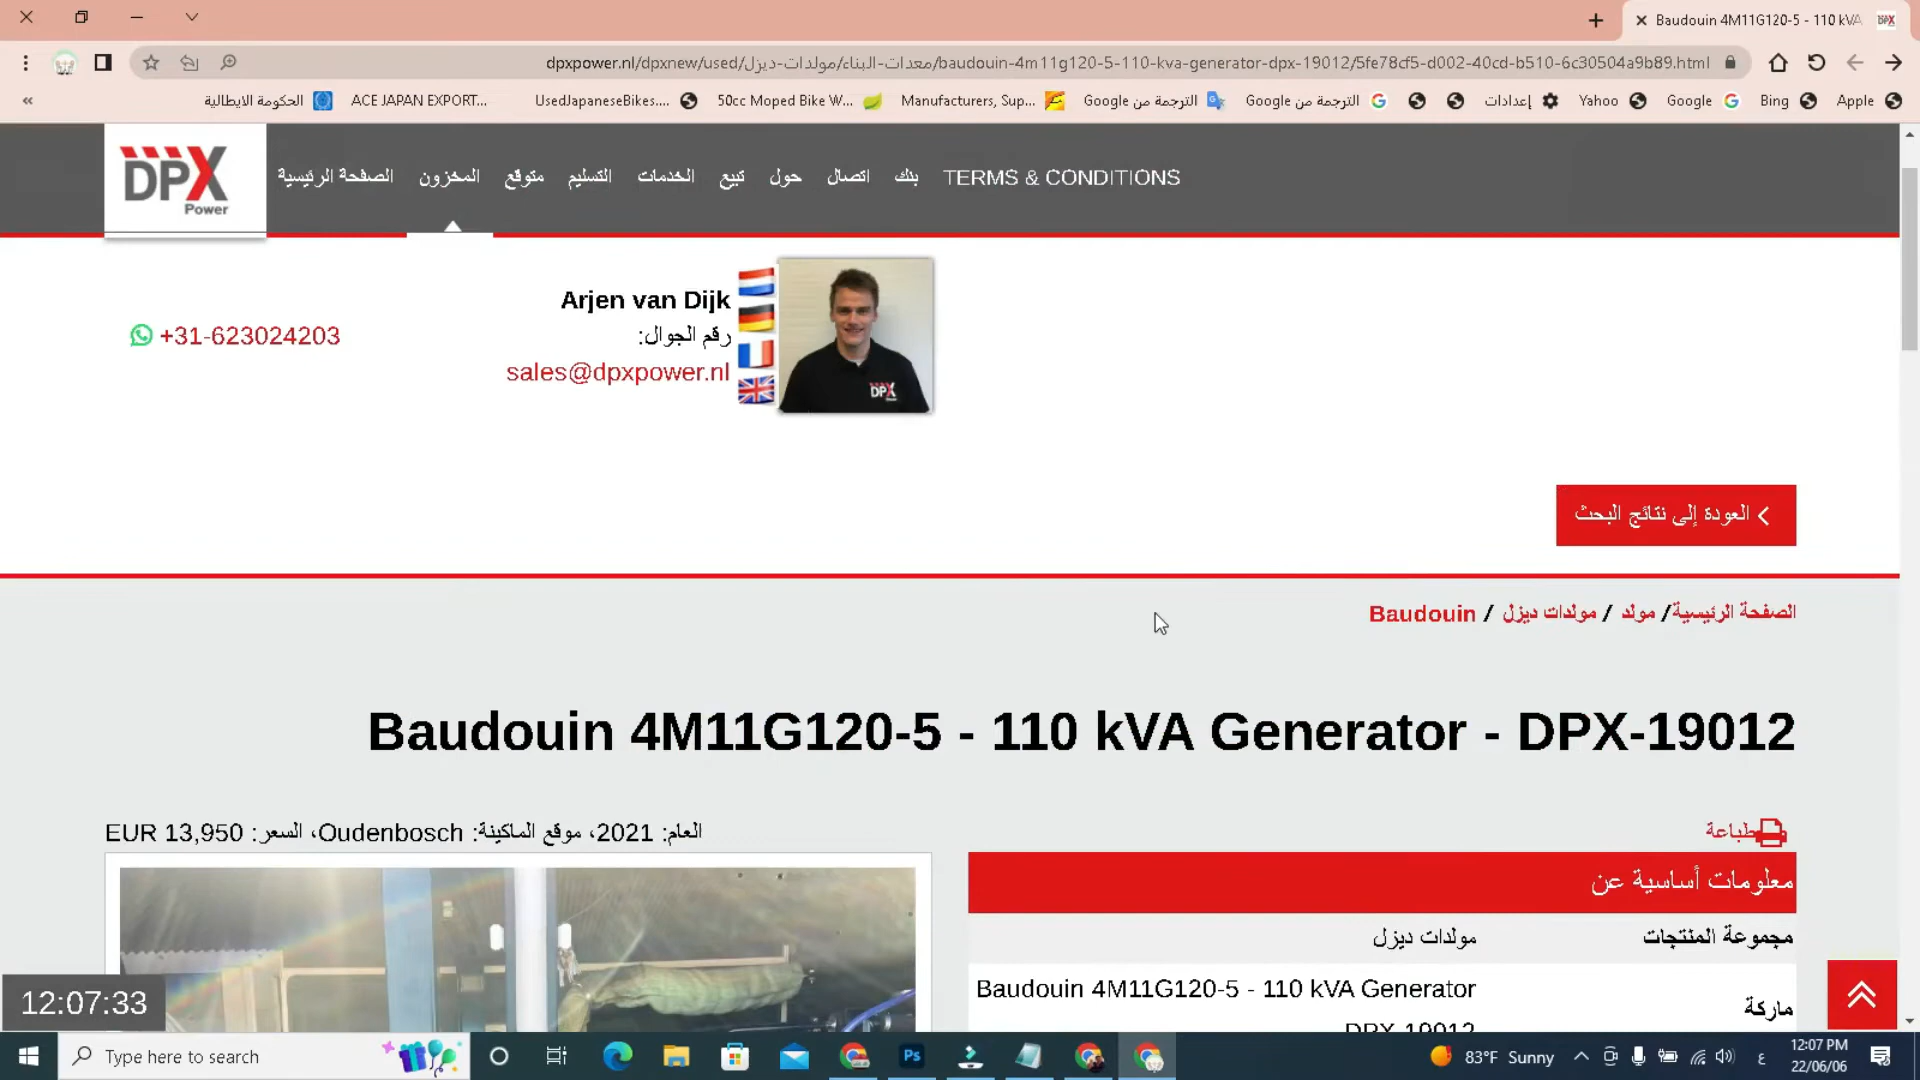 Baudouin 4M11G120-5 - 110 kVA
dpxpower.nl/dpxnew/used/معدات-البناء/مولدات-ديزل/baudouin-4m11g120-5-110-kva-generator-dpx-19012/5fe78cf5-d002-40cd-b510-6c30504a9b89.html
Apple
Bing
Google
Yahoo
إعدادات
الترجمة من Google
الترجمة من Google
Manufacturers, Sup...
50cc Moped Bike W...
UsedJapaneseBikes....
ACE JAPAN EXPORT...
الحكومة الايطالية
DPX Power
الصفحة الرئيسية
المخزون
متوقع
التسليم
الخدمات
تبيع
حول
اتصال
بنك
TERMS & CONDITIONS
Arjen van Dijk
رقم الجوال:
+31-623024203
sales@dpxpower.nl
DPX
العودة إلى نتائج البحث
الصفحة الرئيسية/ مولد / مولدات ديزل / Baudouin
Baudouin 4M11G120-5 - 110 kVA Generator - DPX-19012
طباعة
العام: 2021، موقع الماكينة: Oudenbosch، السعر: EUR 13,950
معلومات أساسية عن
مجموعة المنتجات
مولدات ديزل
ماركة
Baudouin 4M11G120-5 - 110 kVA Generator
DPX-19012
12:07:33
Type here to search
Ps
83°F Sunny
ع
12:07 PM
22/06/06